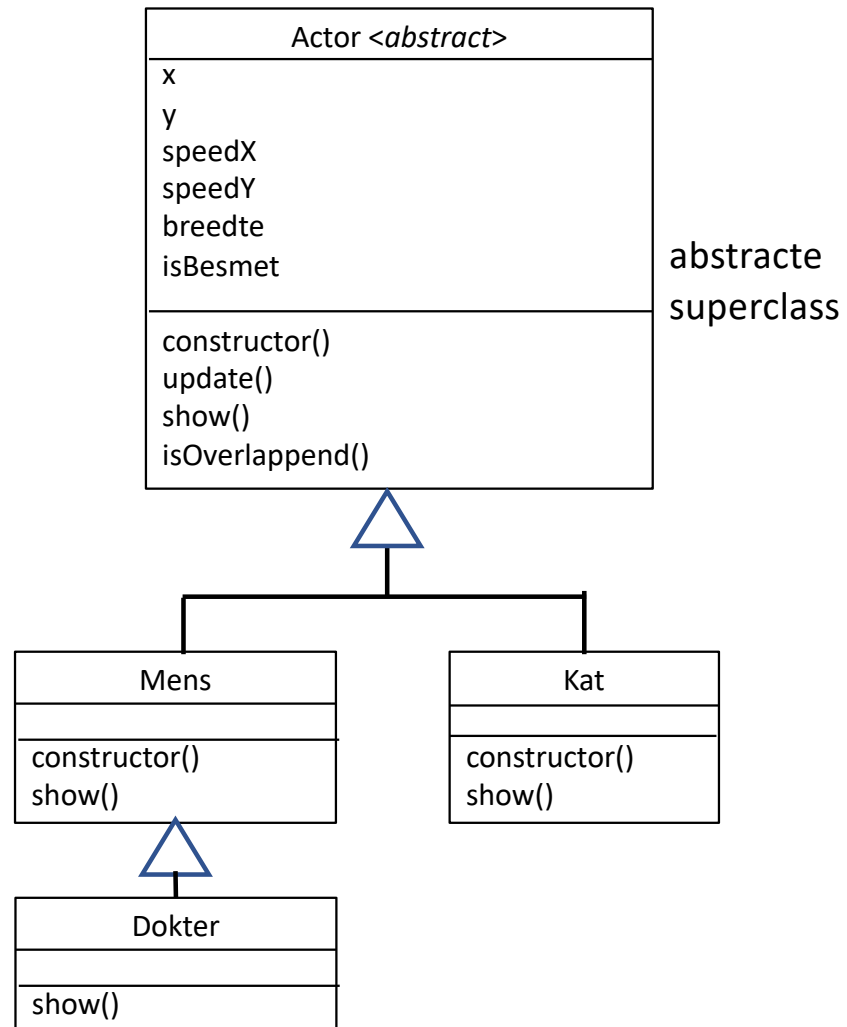 Actor <abstract>
x
y
speedX
speedY
breedte
isBesmet
abstracte
superclass
constructor()
update()
show()
isOverlappend()
Mens
constructor()
show()
Kat
constructor()
show()
Dokter
show()